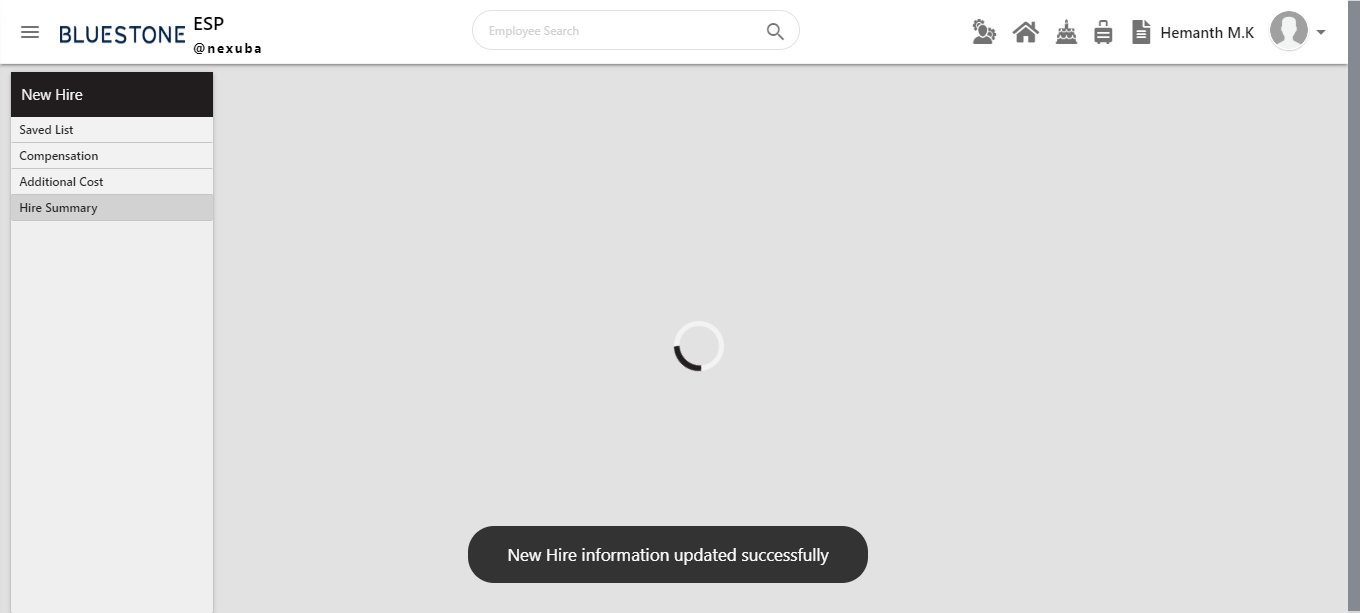 BLUESTONE
ESP
@nexuba
Employee Search
Hemanth M.K
New Hire
Saved List
Compensation
Additional Cost
Hire Summary
New Hire information updated successfully